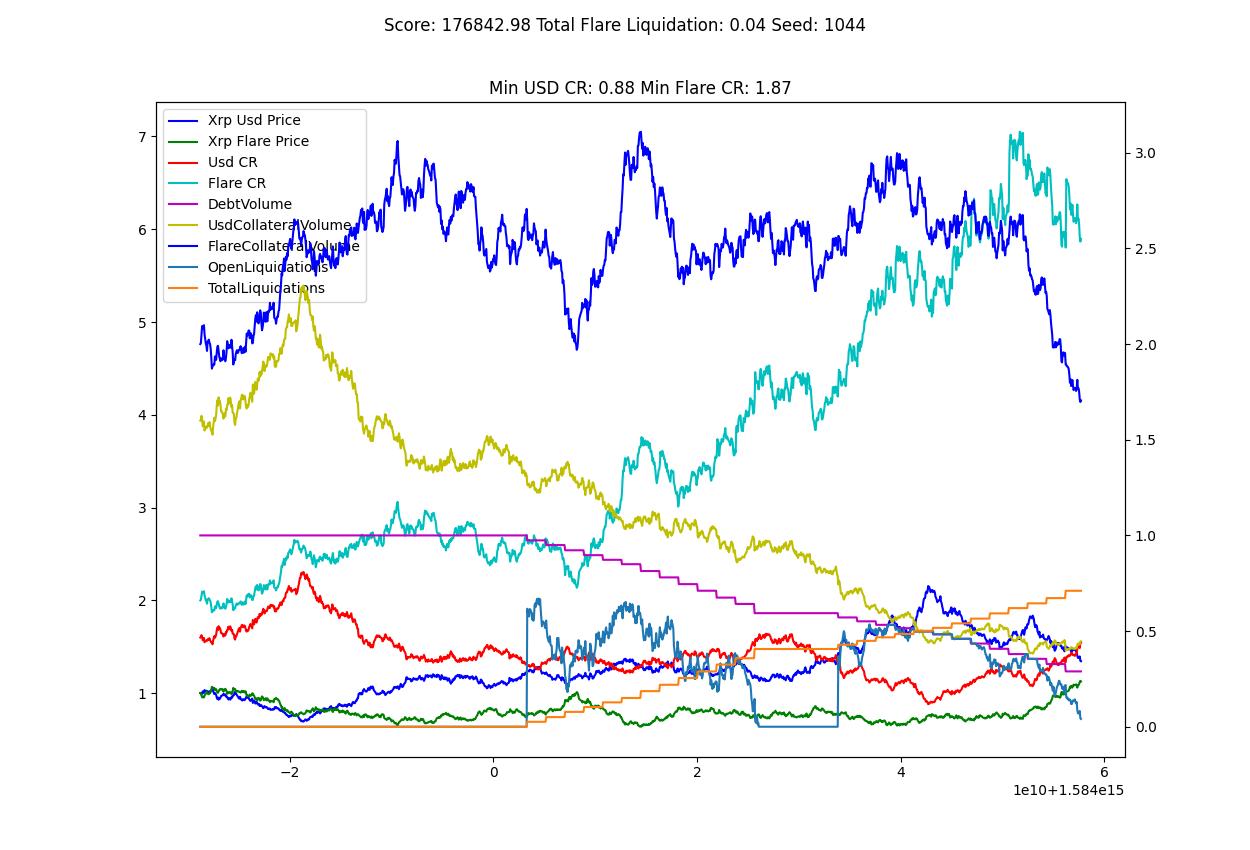 Score: 176842.98 Total Flare Liquidation: 0.04 Seed: 1044
Min USD CR: 0.88 Min Flare CR: 1.87
Xrp Usd Price
Xrp Flare Price
Usd CR
Flare CR
DebtVolume
UsdCollateralVolume
FlareCollateralVolume
OpenLiquidations
TotalLiquidations
7
6
5
4
3
2
1
3.0
2.5
2.0
1.5
1.0
0.5
0.0
−2 0 2 4 6
1e10+1.584e15